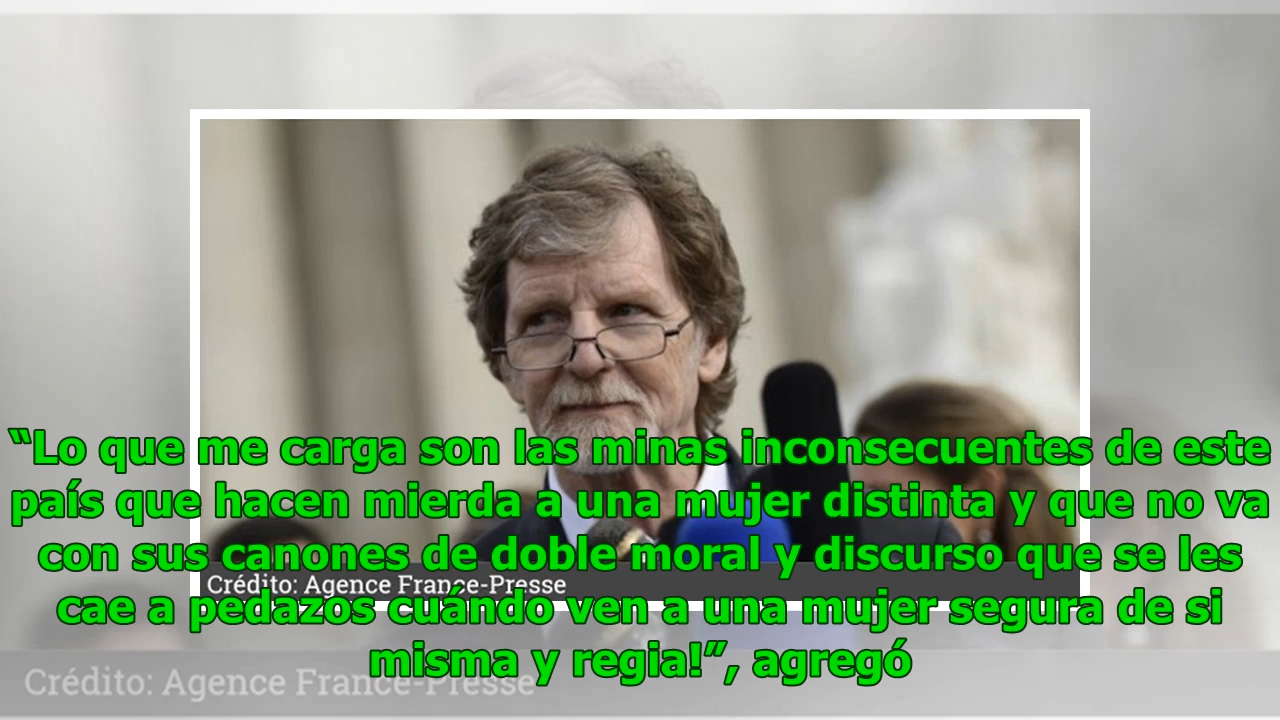 “Lo que me carga son las minas inconsecuentes de este
país que hacen mierda a una mujer distinta y que no va
con sus canones de doble moral y discurso que se les
Crédito: Agence France-Presse
cae a pedazos cuándo ven a una mujer segura de si
misma y regia!”, agregó
Crédito: Agence France-Presse